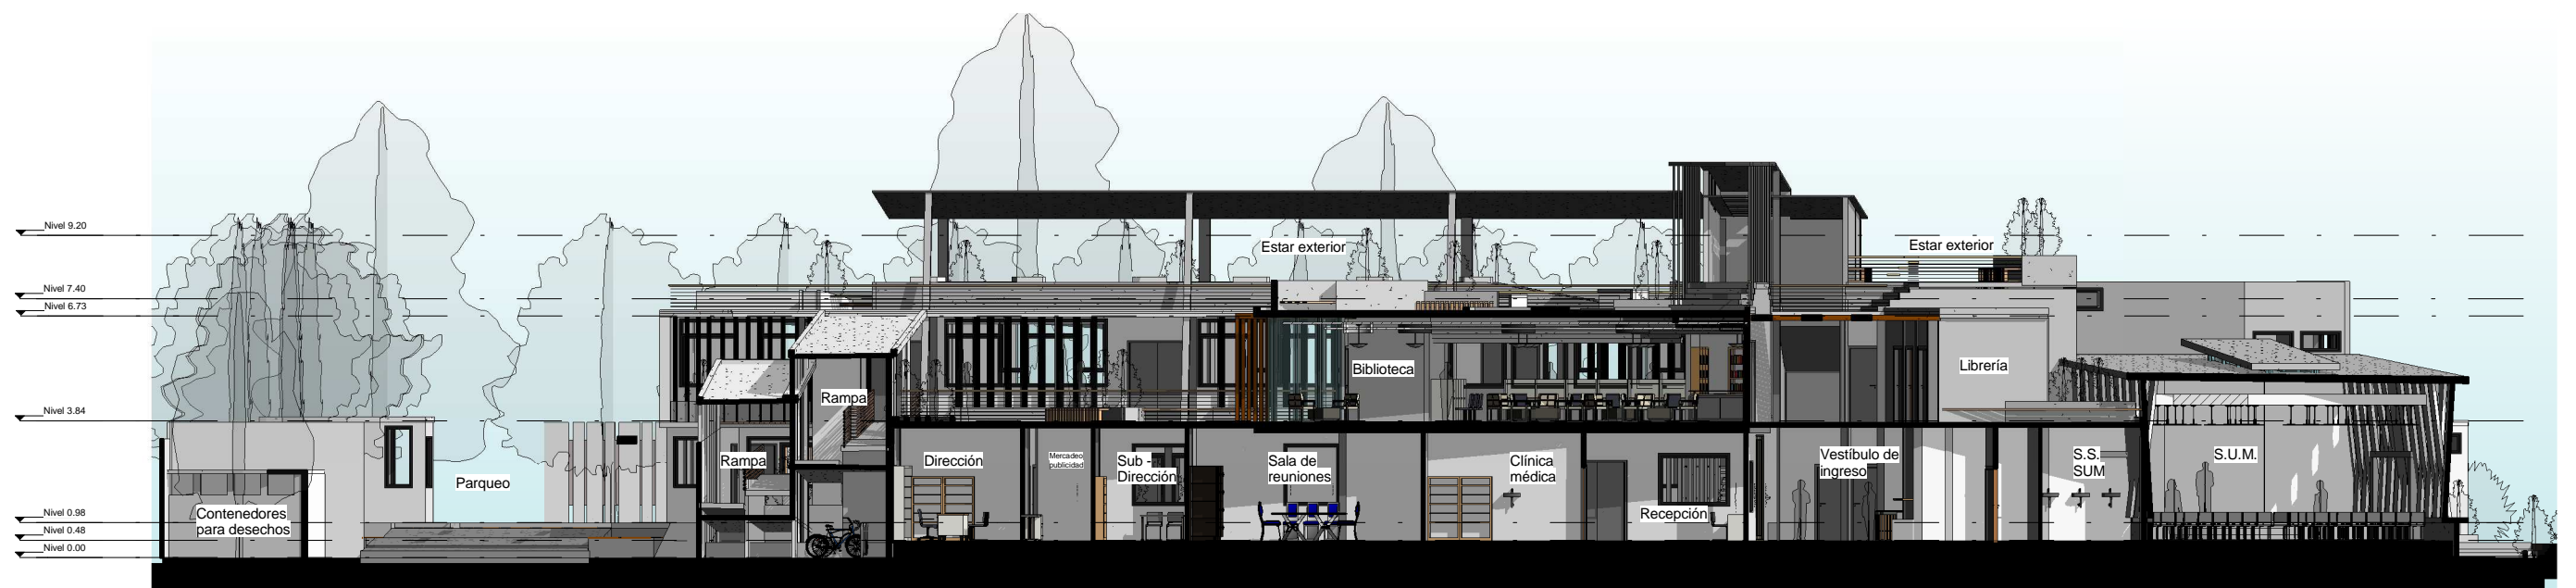 Nivel 9.20
Nivel 7.40
Nivel 6.73
Nivel 3.84
Nivel 0.98
Nivel 0.48
Nivel 0.00
Estar exterior
Estar exterior
Biblioteca
Librería
Rampa
Rampa
Parqueo
Contenedores
para desechos
Dirección
Mercadeo
publicidad
Sub -
Dirección
Sala de
reuniones
Clínica
médica
Recepción
Vestíbulo de
ingreso
S.S.
SUM
S.U.M.